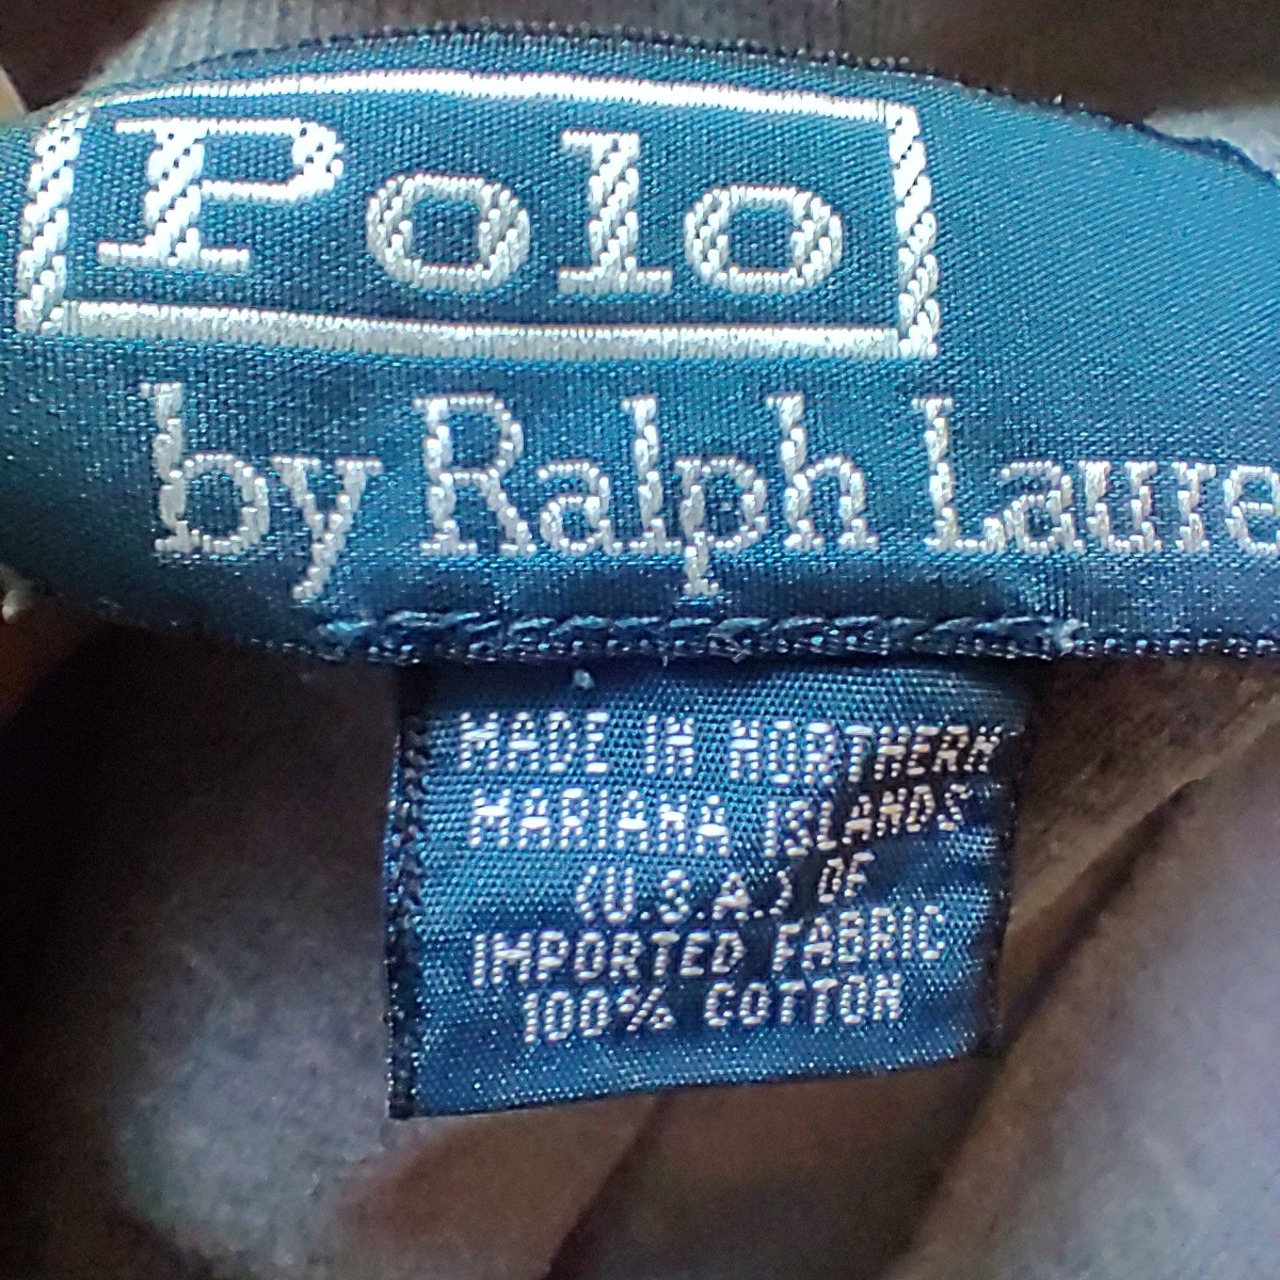 Polo
by Ralph Laure
MADE IN NORTHERN
MARIANA ISLANDS
(U.S.A.) OF
IMPORTED FABRIC
100% COTTON